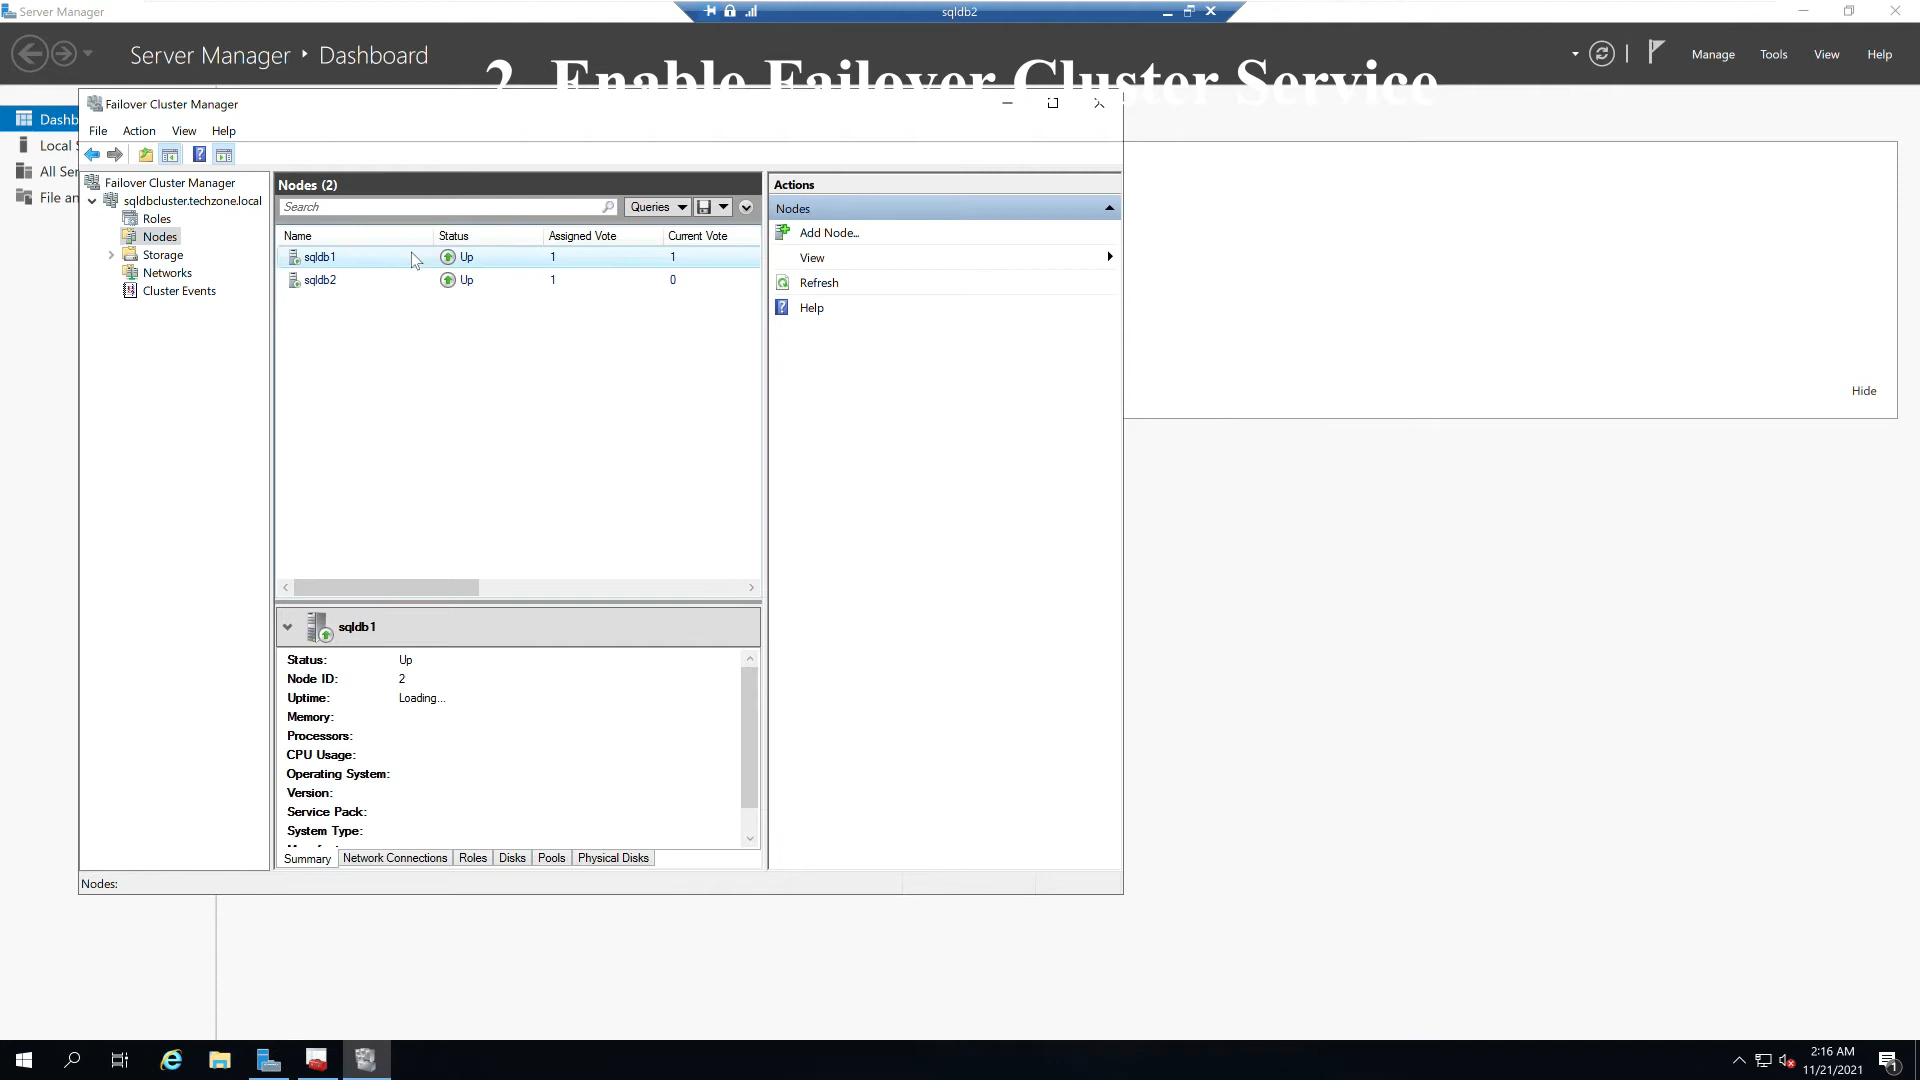 Server Manager
sqldb2
Server Manager ‣ Dashboard
Manage Tools View Help
2. Enable Failover Cluster Service
Dashb
Local S
All Ser
File an
Failover Cluster Manager
File Action View Help
Failover Cluster Manager
sqldbcluster.techzone.local
Roles
Nodes
Storage
Networks
Cluster Events
Nodes (2)
Search
Queries
Name Status Assigned Vote Current Vote
sqldb1 Up 1 1
sqldb2 Up 1 0
Actions
Nodes
Add Node...
View
Refresh
Help
Hide
sqldb1
Status: Up
Node ID: 2
Uptime: Loading...
Memory:
Processors:
CPU Usage:
Operating System:
Version:
Service Pack:
System Type:
Summary Network Connections Roles Disks Pools Physical Disks
Nodes:
2:16 AM
11/21/2021
1